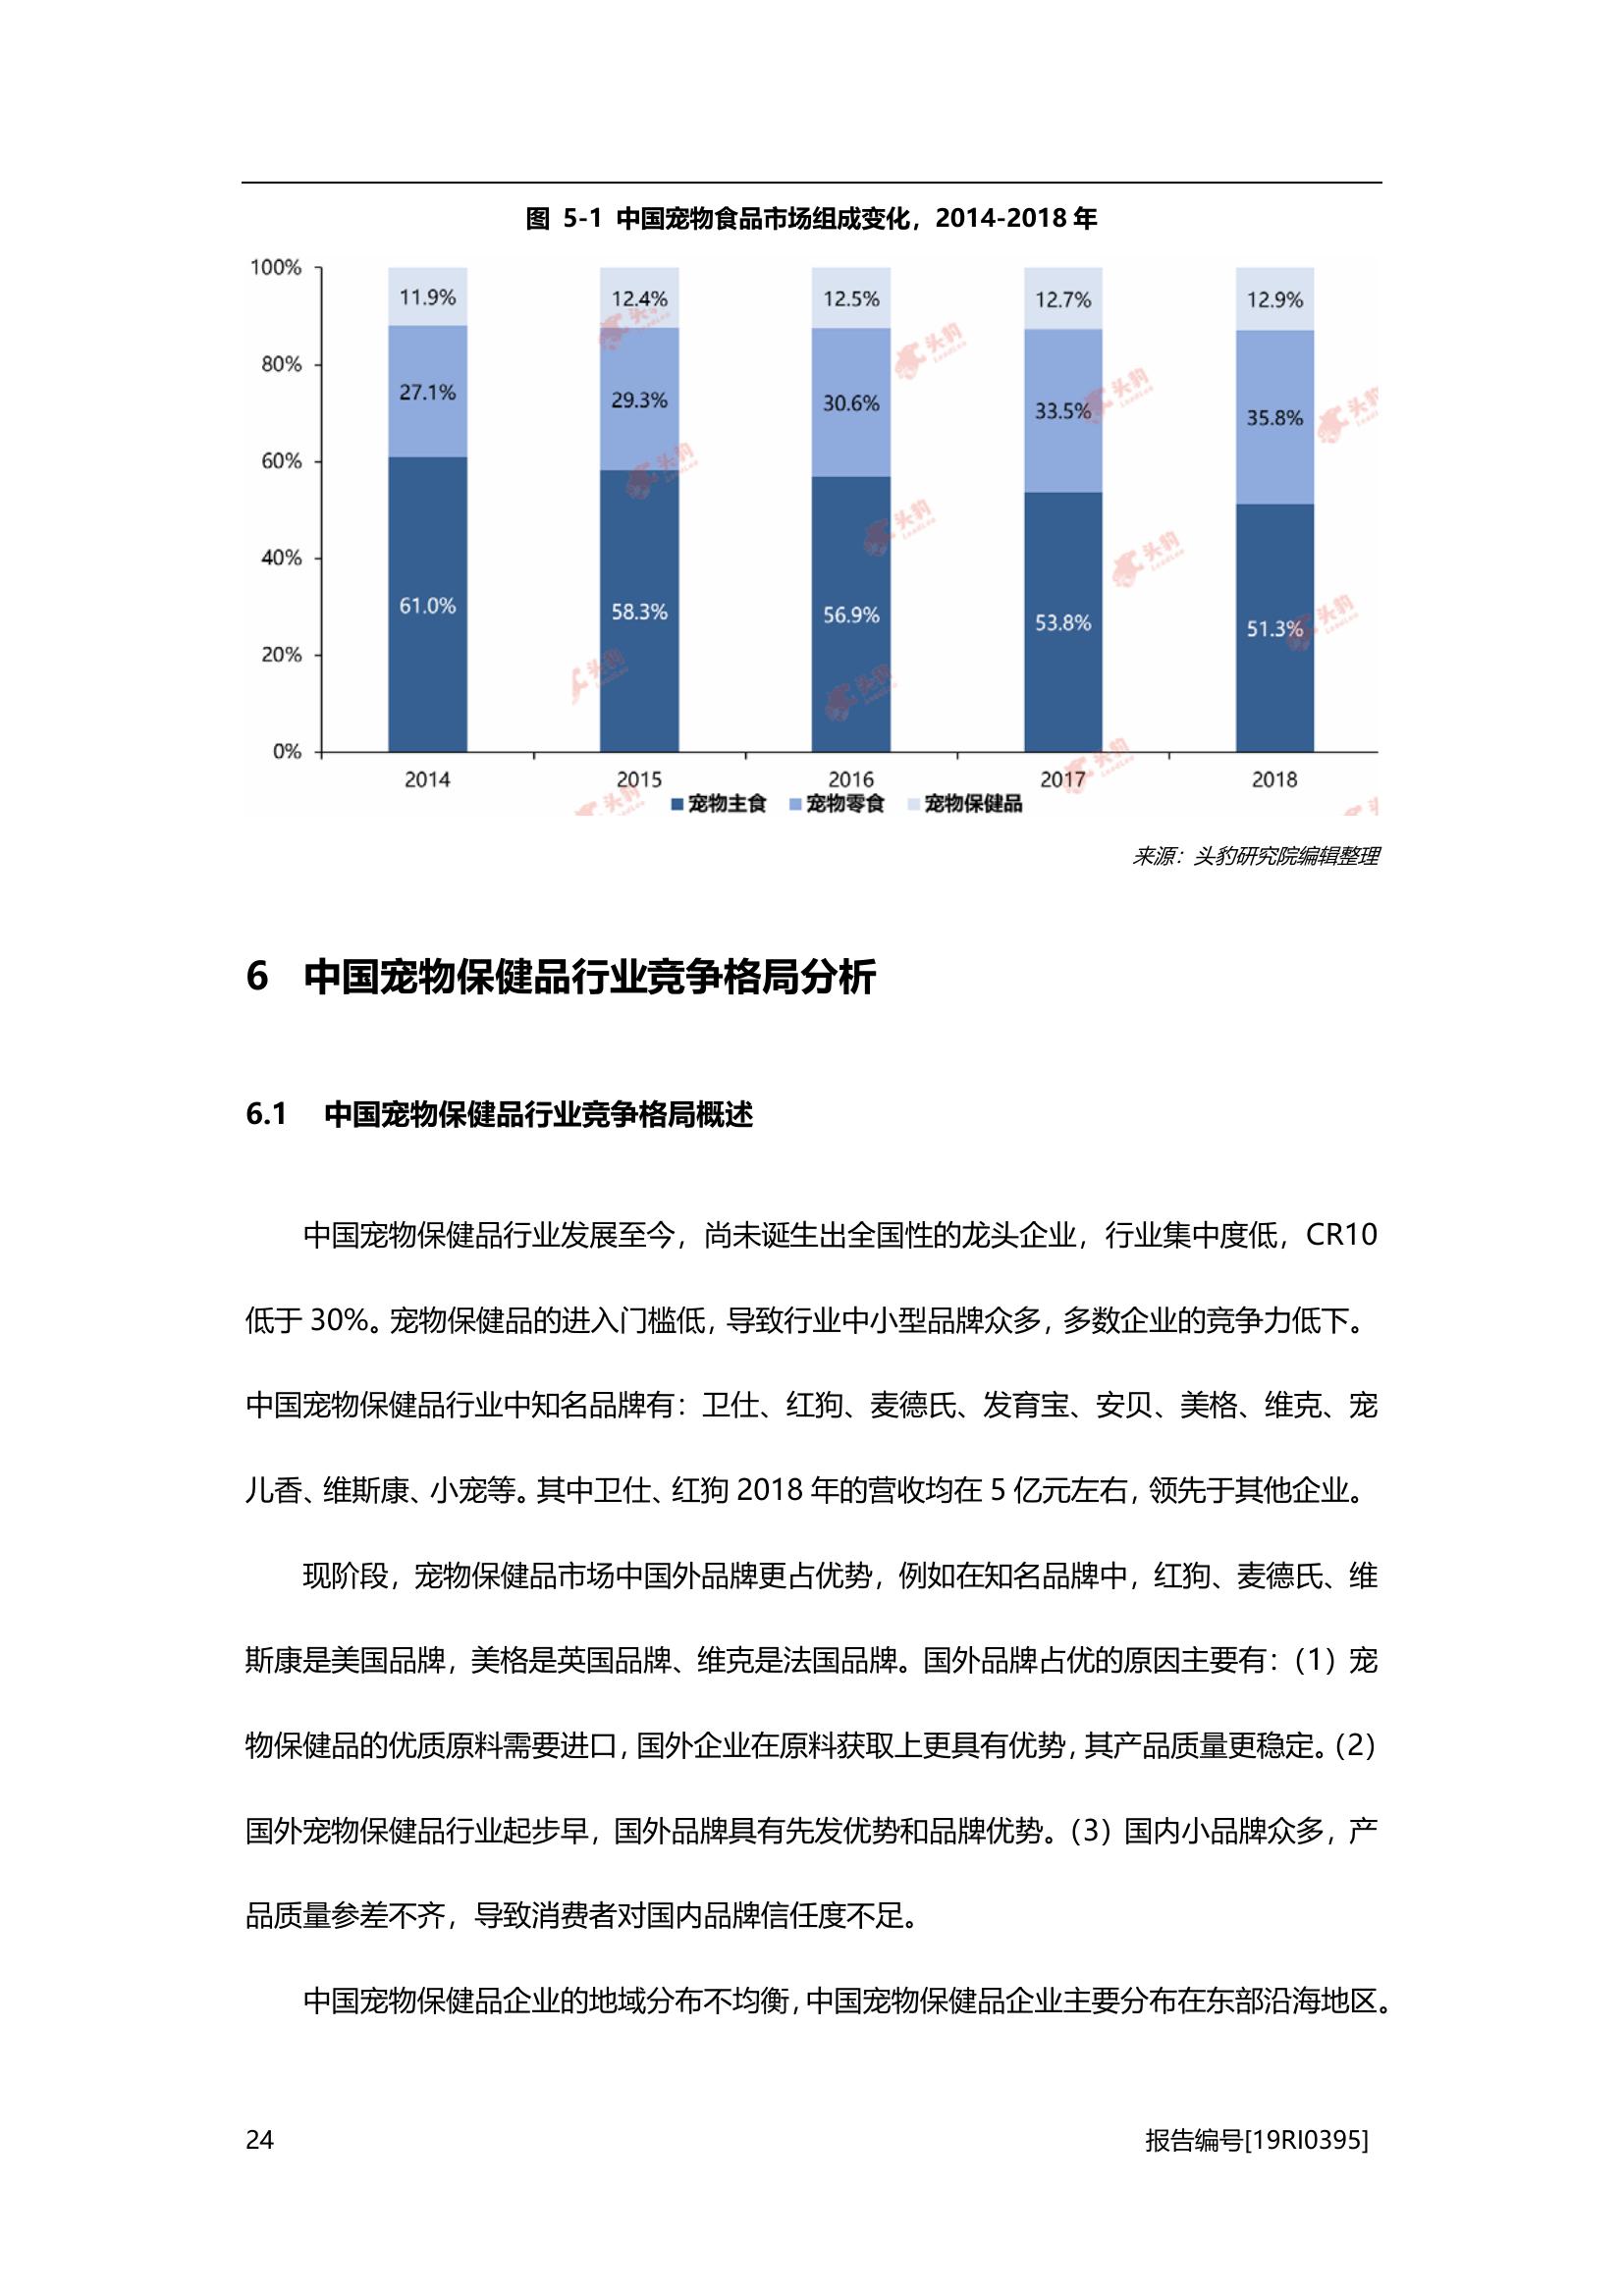 图 5-1 中国宠物食品市场组成变化，2014-2018 年
100%
80%
60%
40%
20%
0%
11.9%
12.4%
12.5%
12.7%
12.9%
27.1%
29.3%
30.6%
33.5%
35.8%
61.0%
58.3%
56.9%
53.8%
51.3%
2014
2015
2016
2017
2018
宠物主食
宠物零食
宠物保健品
头豹
来源：头豹研究院编辑整理
6 中国宠物保健品行业竞争格局分析
6.1 中国宠物保健品行业竞争格局概述
中国宠物保健品行业发展至今，尚未诞生出全国性的龙头企业，行业集中度低，CR10
低于 30%。宠物保健品的进入门槛低，导致行业中小型品牌众多，多数企业的竞争力低下。
中国宠物保健品行业中知名品牌有：卫仕、红狗、麦德氏、发育宝、安贝、美格、维克、宠
儿香、维斯康、小宠等。其中卫仕、红狗 2018 年的营收均在 5 亿元左右，领先于其他企业。
现阶段，宠物保健品市场中国外品牌更占优势，例如在知名品牌中，红狗、麦德氏、维
斯康是美国品牌，美格是英国品牌、维克是法国品牌。国外品牌占优的原因主要有：（1）宠
物保健品的优质原料需要进口，国外企业在原料获取上更具有优势，其产品质量更稳定。（2）
国外宠物保健品行业起步早，国外品牌具有先发优势和品牌优势。（3）国内小品牌众多，产
品质量参差不齐，导致消费者对国内品牌信任度不足。
中国宠物保健品企业的地域分布不均衡，中国宠物保健品企业主要分布在东部沿海地区。
24
报告编号[19RI0395]